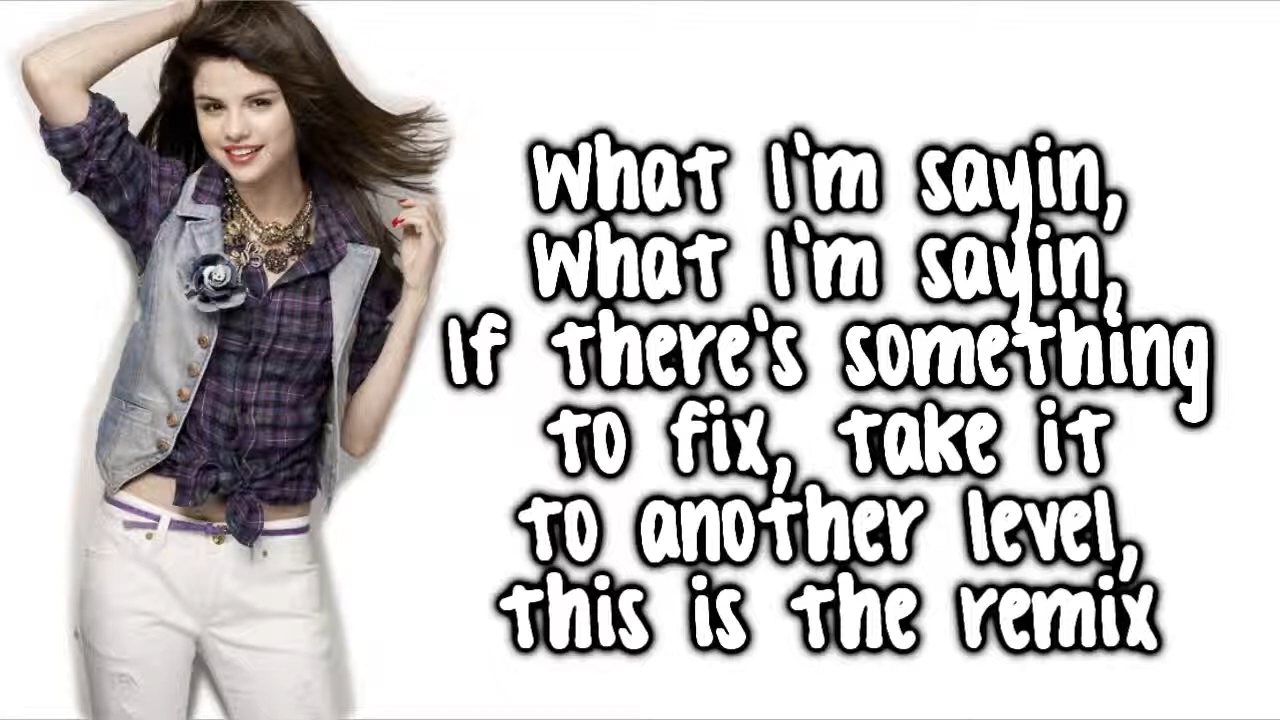 What I'm sayin,
What I'm sayin,
If there's something
to fix, take it
to another level,
this is the remix